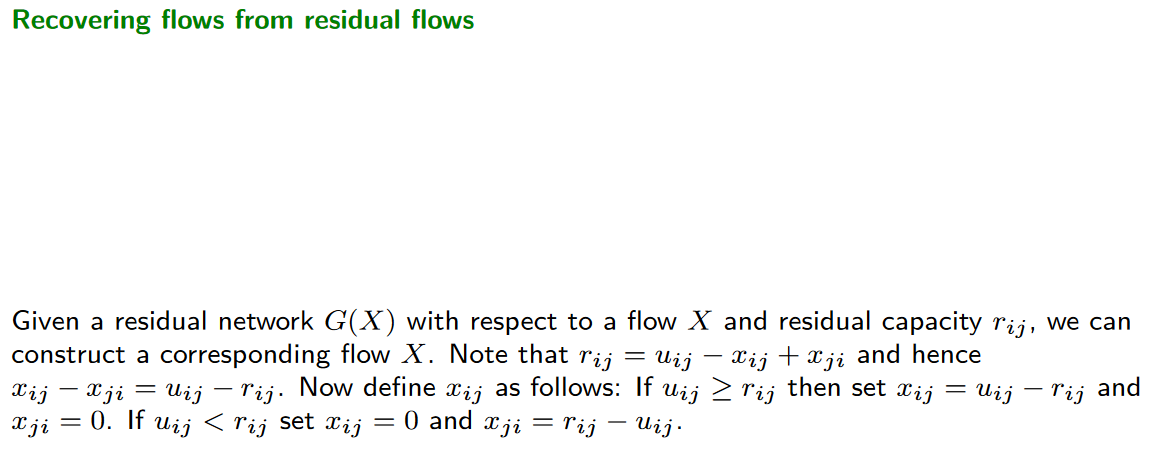 Recovering flows from residual flows
Given a residual network G(X) with respect to a flow X and residual capacity r_{ij}, we can
construct a corresponding flow X. Note that r_{ij} = u_{ij} − x_{ij} + x_{ji} and hence
x_{ij} − x_{ji} = u_{ij} − r_{ij}. Now define x_{ij} as follows: If u_{ij} ≥ r_{ij} then set x_{ij} = u_{ij} − r_{ij} and
x_{ji} = 0. If u_{ij} < r_{ij} set x_{ij} = 0 and x_{ji} = r_{ij} − u_{ij}.